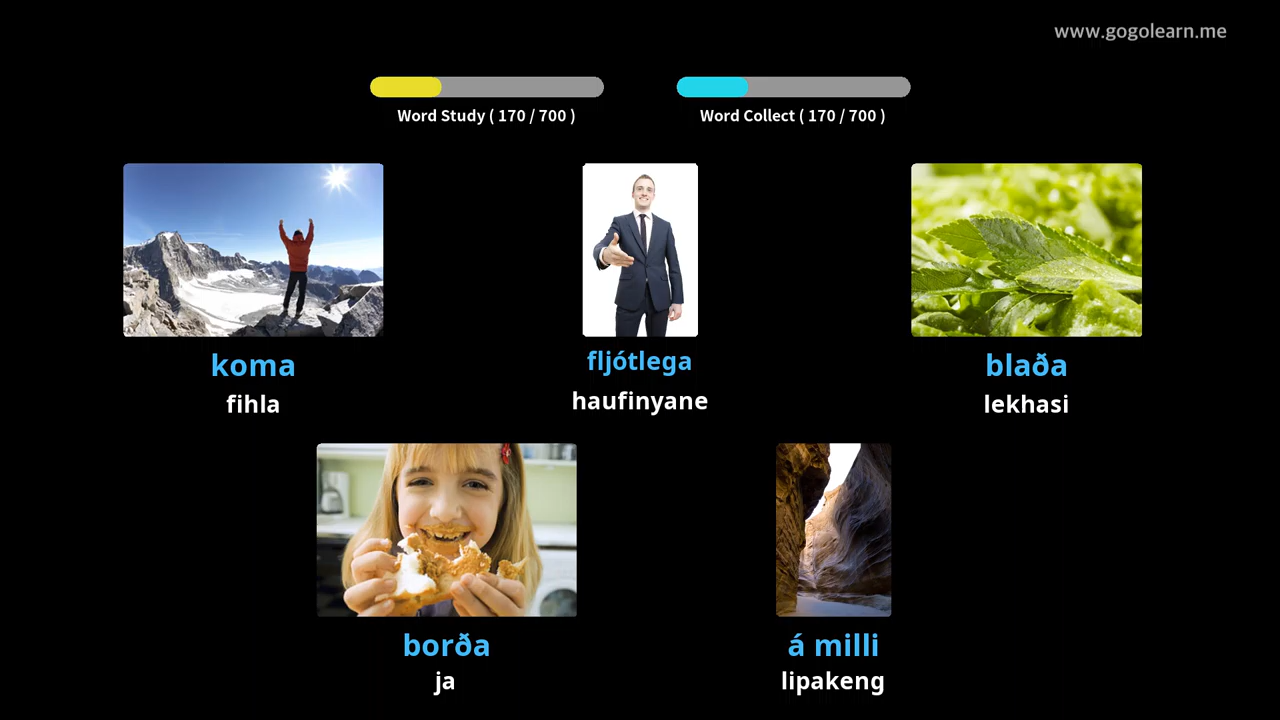 www.gogolearn.me
Word Study ( 170 / 700 )
Word Collect ( 170 / 700 )
koma
fihla
fljótlega
haufinyane
blaða
lekhasi
borða
ja
á milli
lipakeng